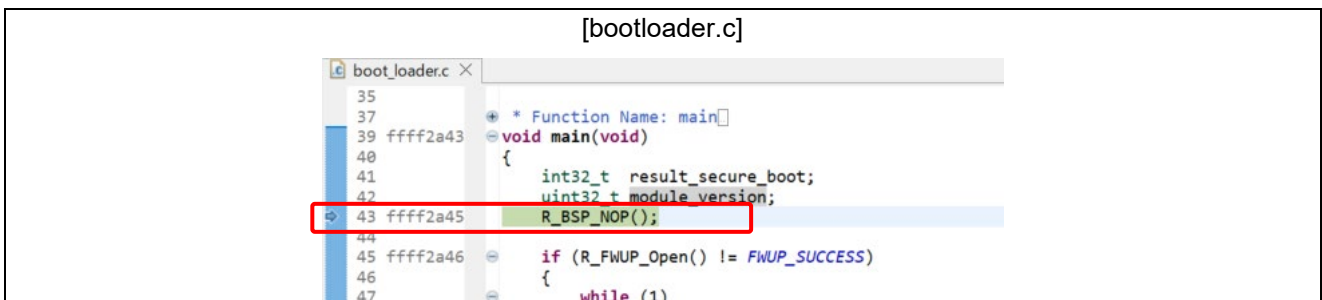 [bootloader.c]
boot_loader.c
35
37 * Function Name: main
39 ffff2a43 void main(void)
40 {
41 int32_t result_secure_boot;
42 uint32_t module_version;
43 ffff2a45 R_BSP_NOP();
44
45 ffff2a46 if (R_FWUP_Open() != FWUP_SUCCESS)
46 {
47 while (1)